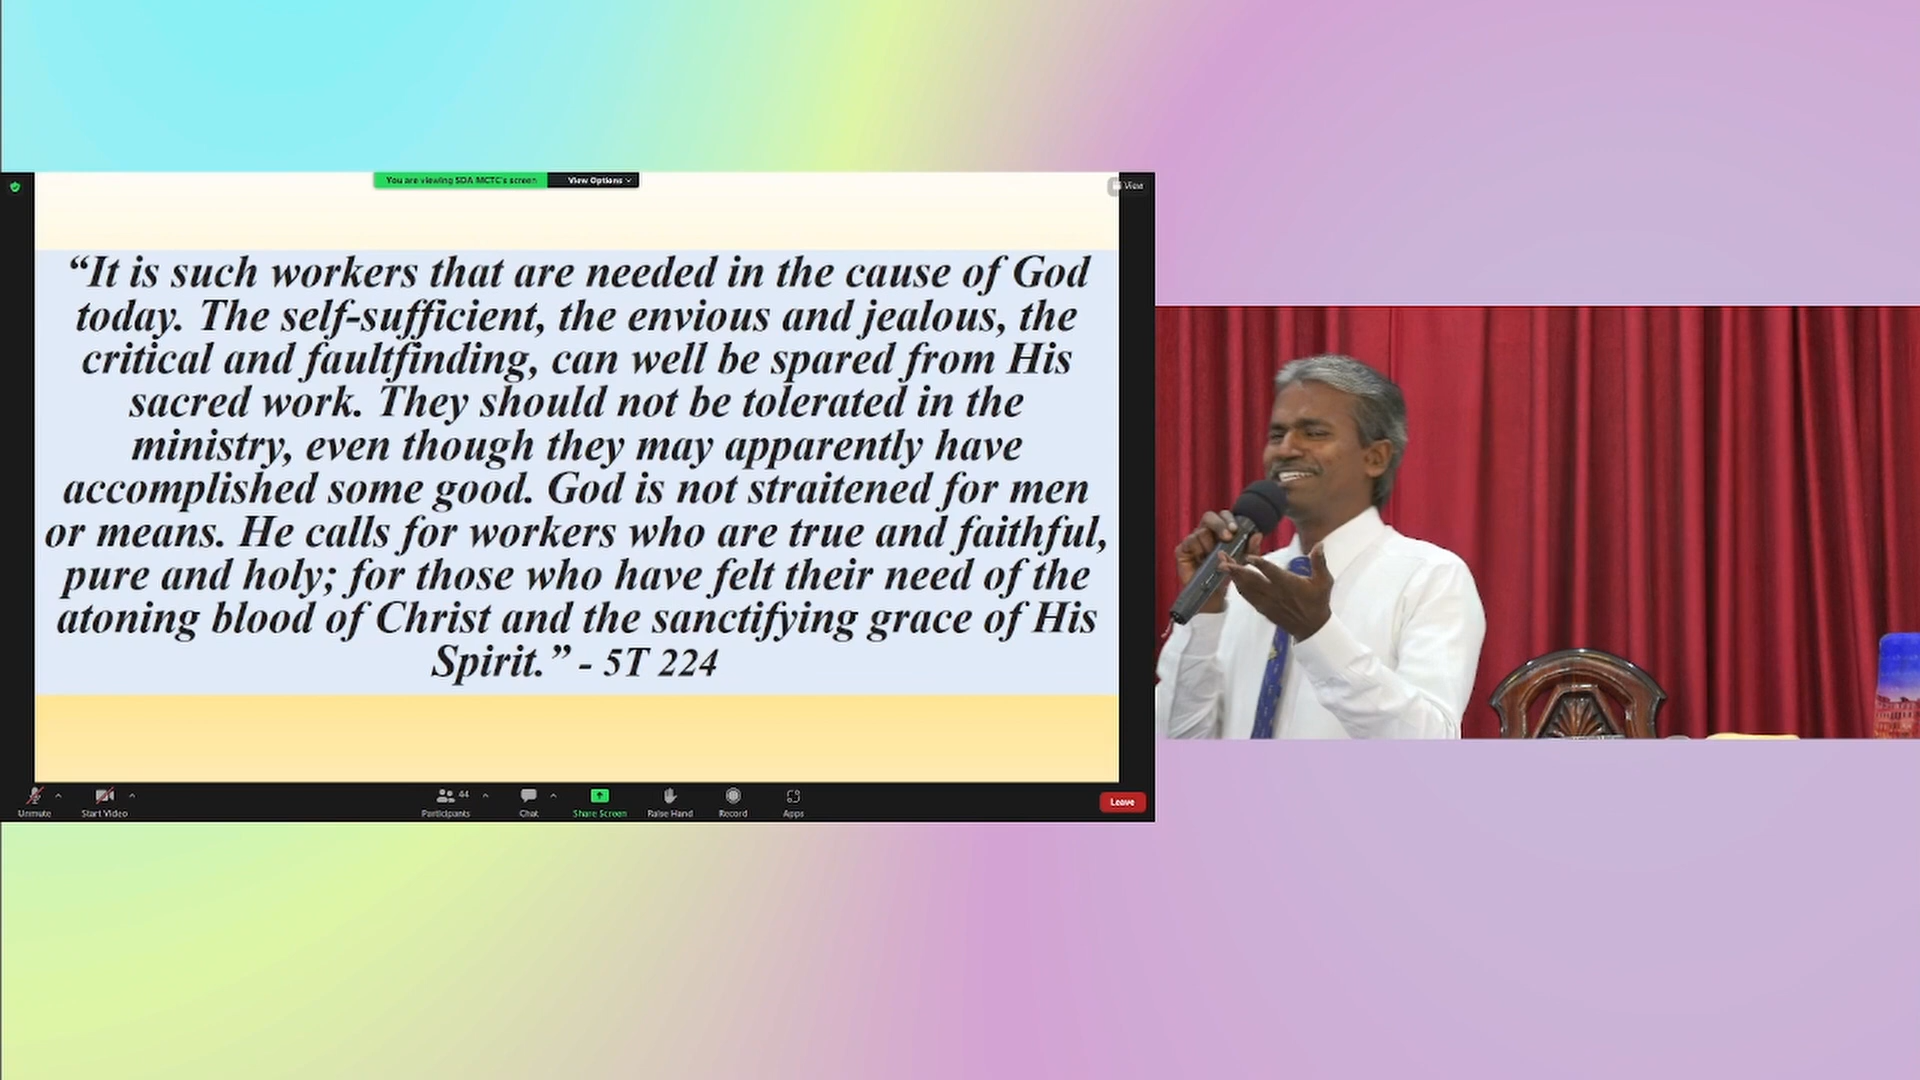 You are viewing SDA MCTC's screen
View Options
View
“It is such workers that are needed in the cause of God
today. The self-sufficient, the envious and jealous, the
critical and faultfinding, can well be spared from His
sacred work. They should not be tolerated in the
ministry, even though they may apparently have
accomplished some good. God is not straitened for men
or means. He calls for workers who are true and faithful,
pure and holy; for those who have felt their need of the
atoning blood of Christ and the sanctifying grace of His
Spirit.” - 5T 224
Unmute
Start Video
44
Participants
Chat
Share Screen
Raise Hand
Record
Apps
Leave